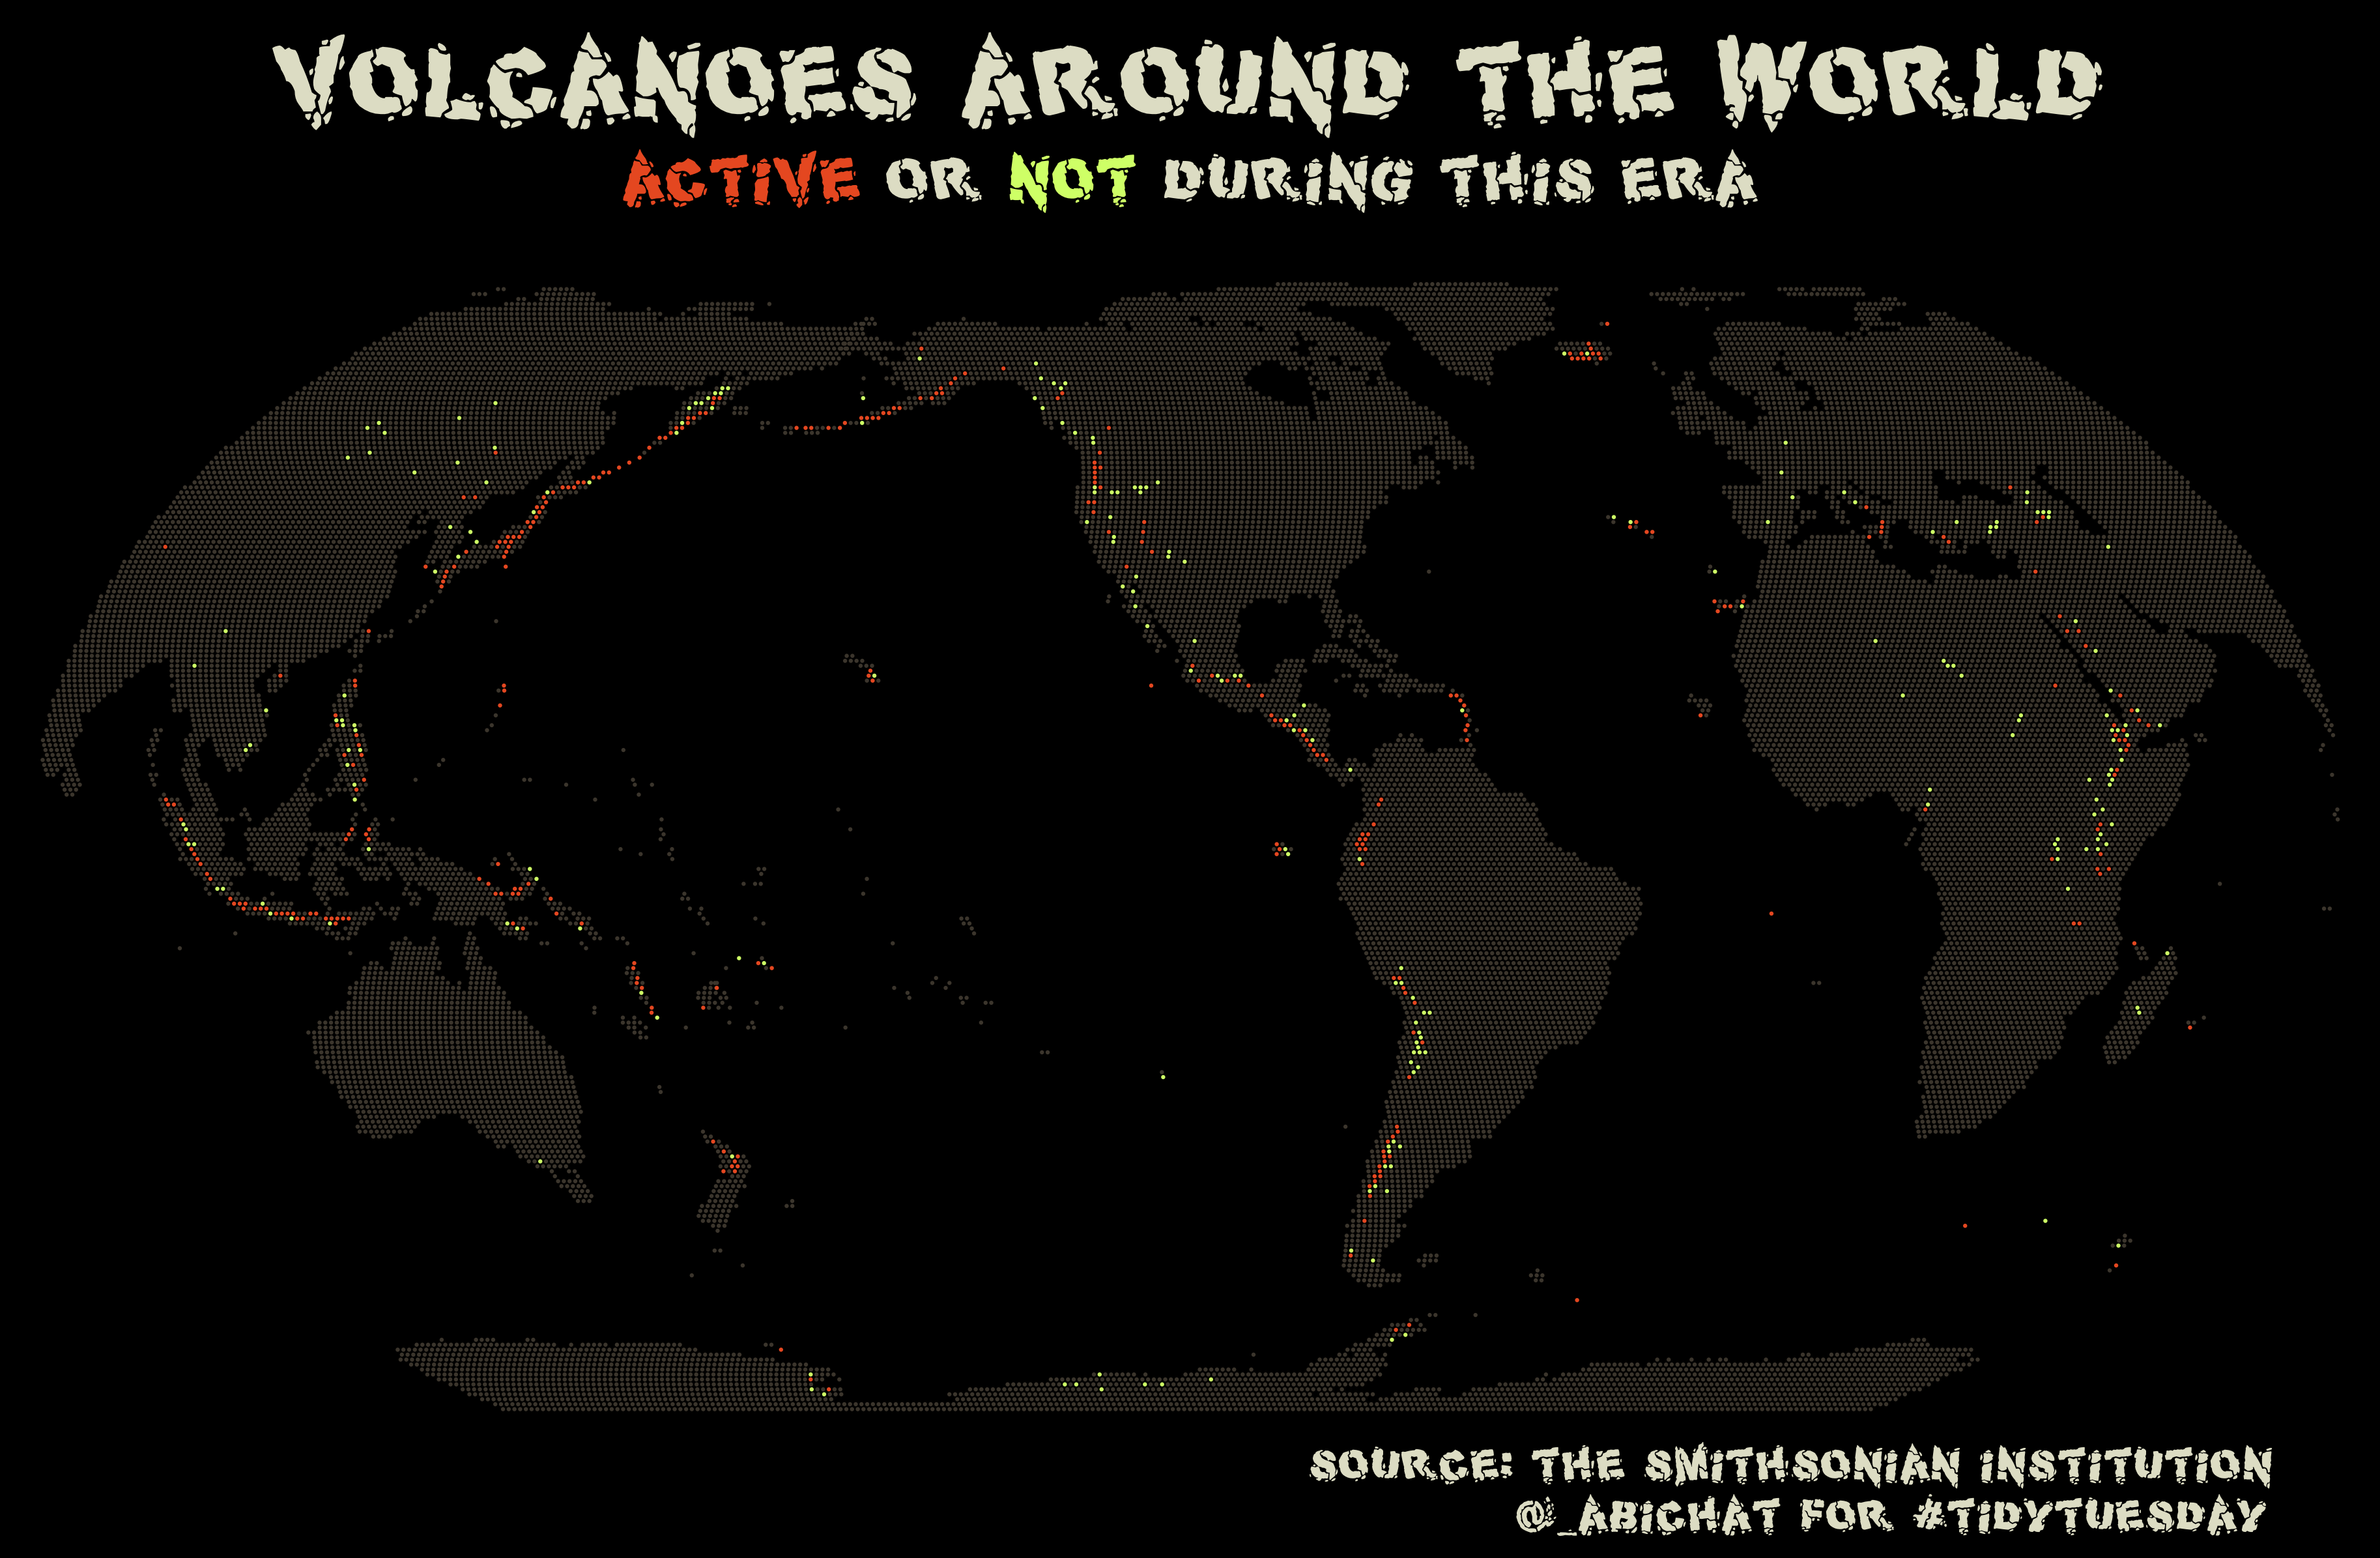 Volcanoes Around The World
Active or not during this era
Source: The Smithsonian Institution
@_abichat for #TidyTuesday